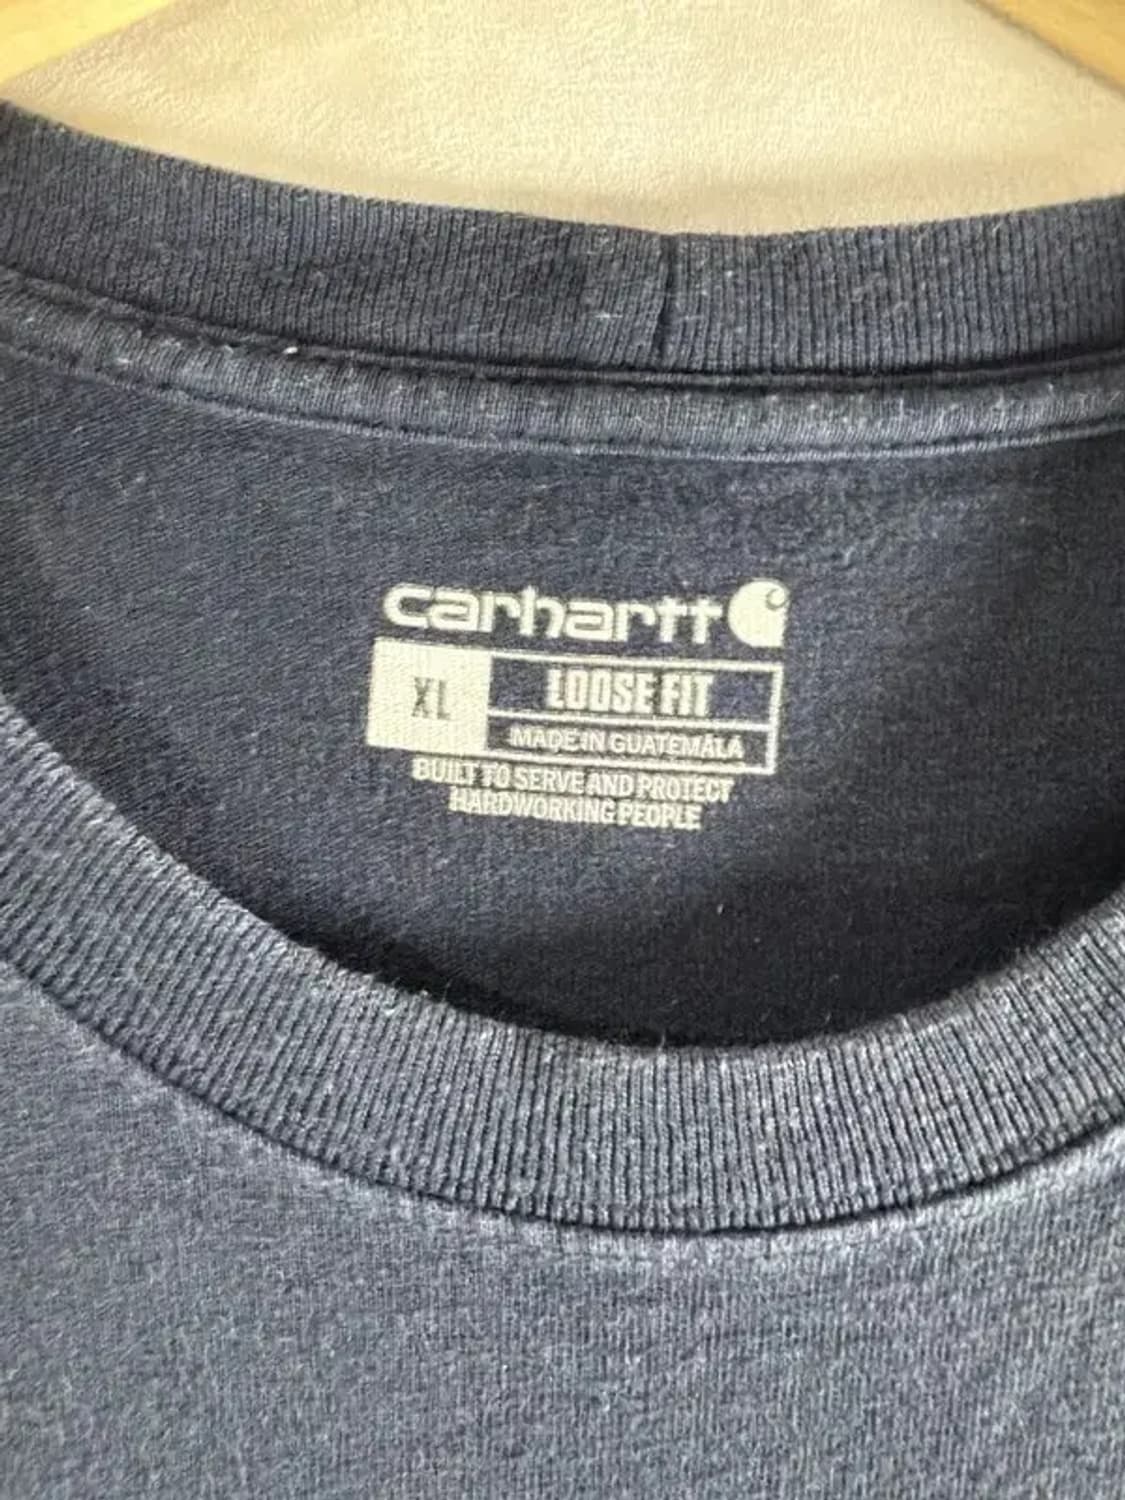 carhartt
XL
LOOSE FIT
MADE IN GUATEMALA
BUILT TO SERVE AND PROTECT
HARDWORKING PEOPLE